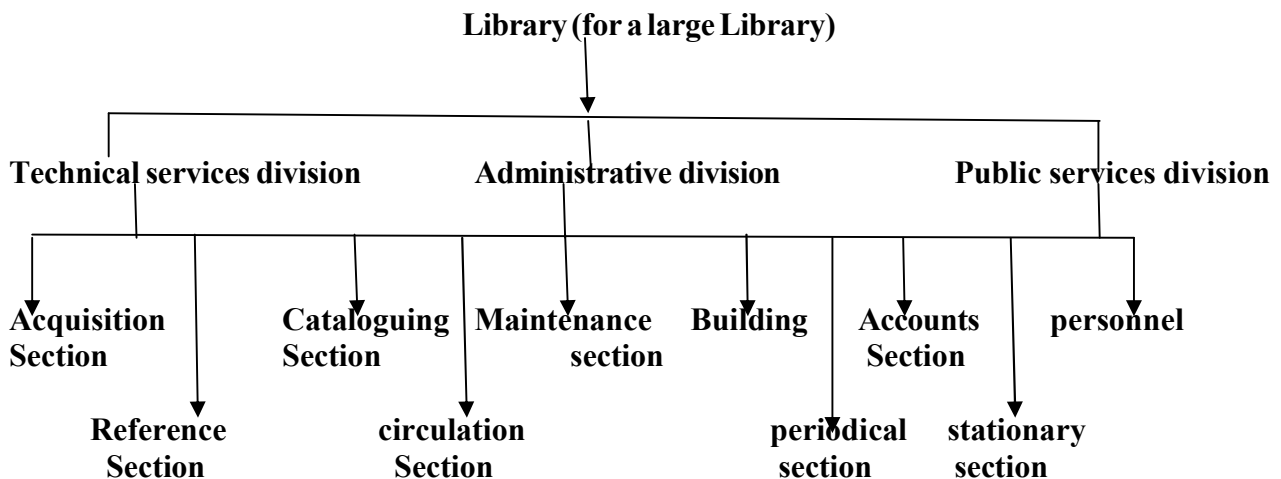 Library (for a large Library)
Technical services division Administrative division Public services division
Acquisition Cataloguing Maintenance Building Accounts personnel
Section Section section Section
Reference circulation periodical stationary
Section Section section section